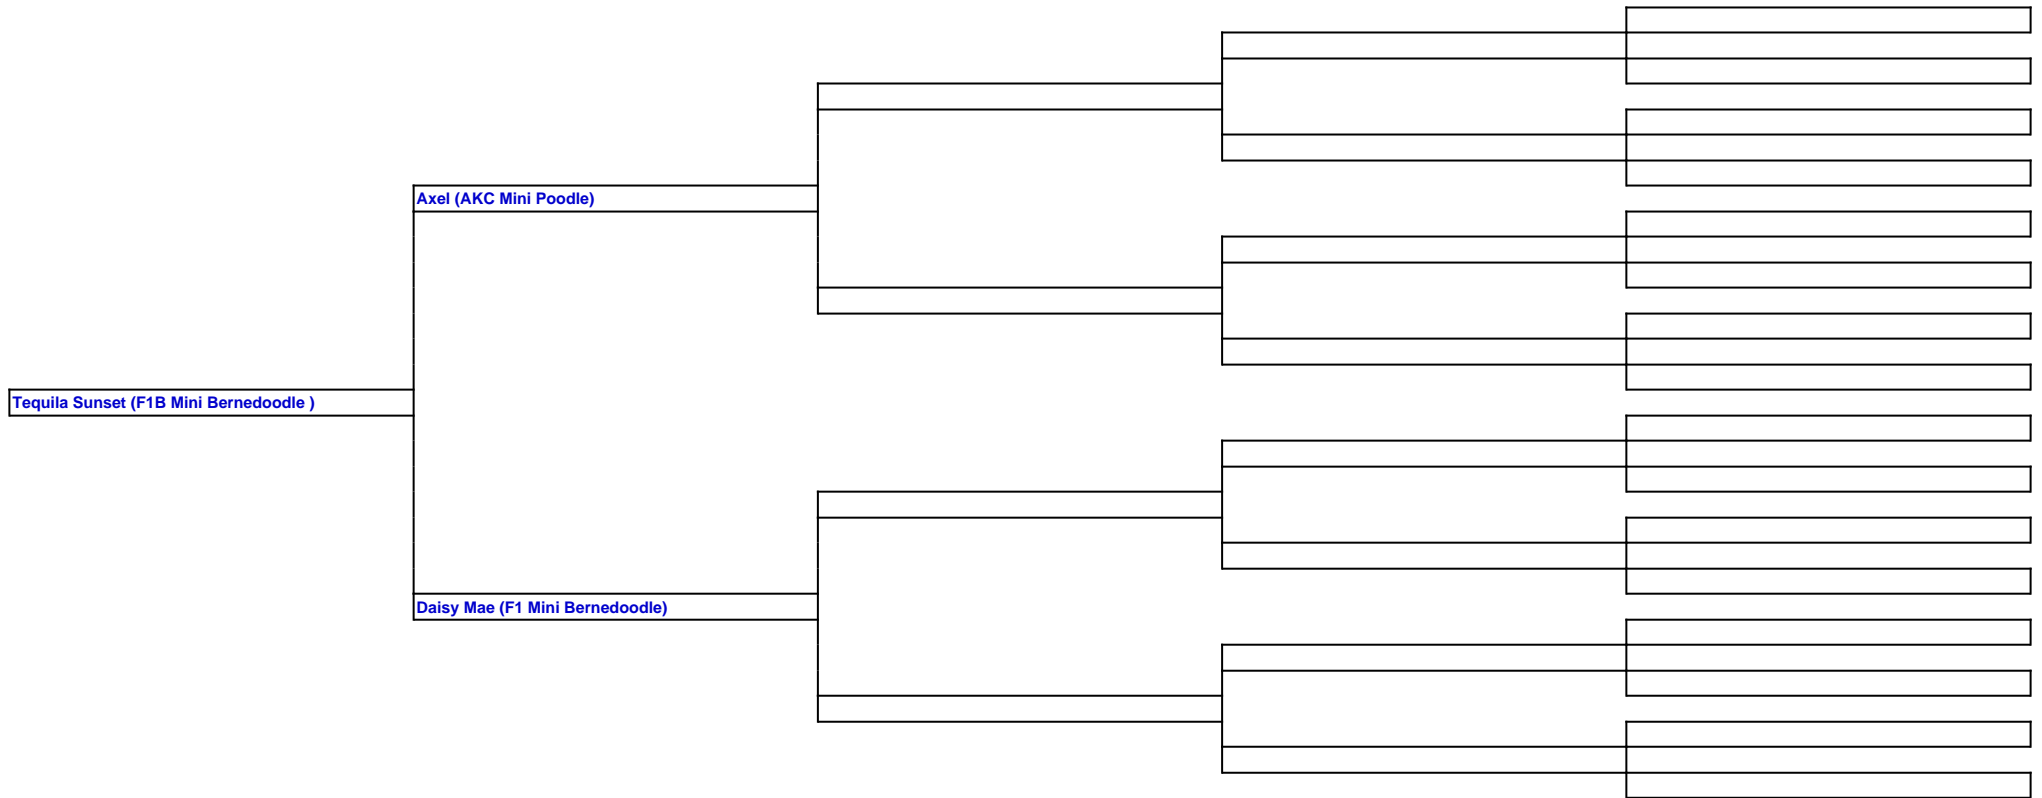 Axel (AKC Mini Poodle)
Tequila Sunset (F1B Mini Bernedoodle )
Daisy Mae (F1 Mini Bernedoodle)